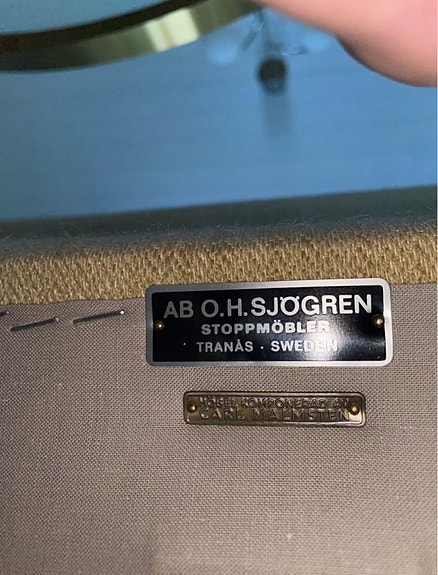 AB O.H. SJÖGREN
STOPPMÖBLER
TRANÅS · SWEDEN
MÖBEL KOMPONERAD AV
CARL MALMSTEN